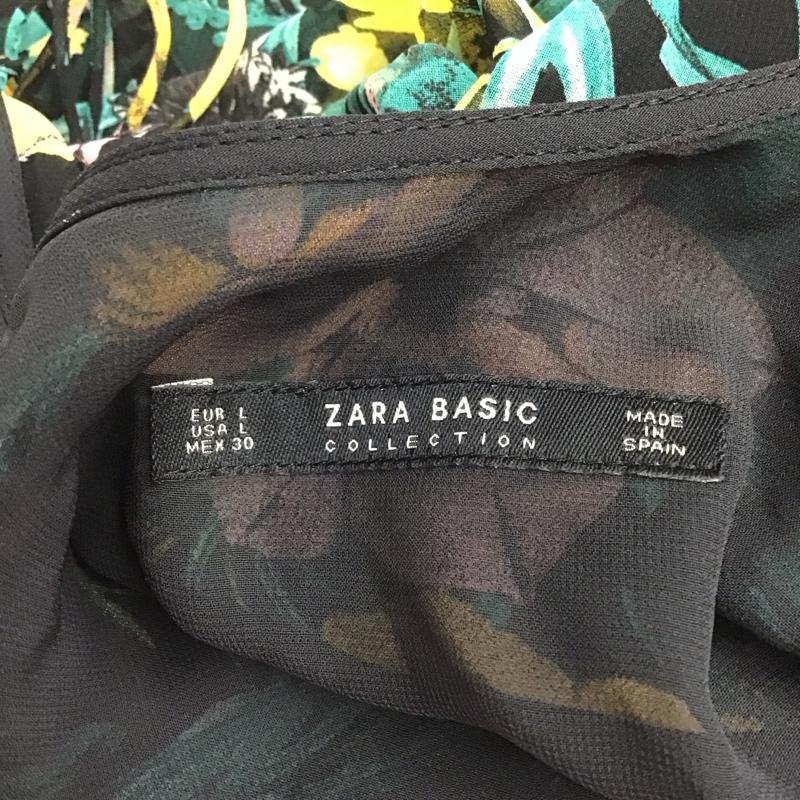 EUR L
USA L
MEX 30
ZARA BASIC
COLLECTION
MADE
IN
SPAIN